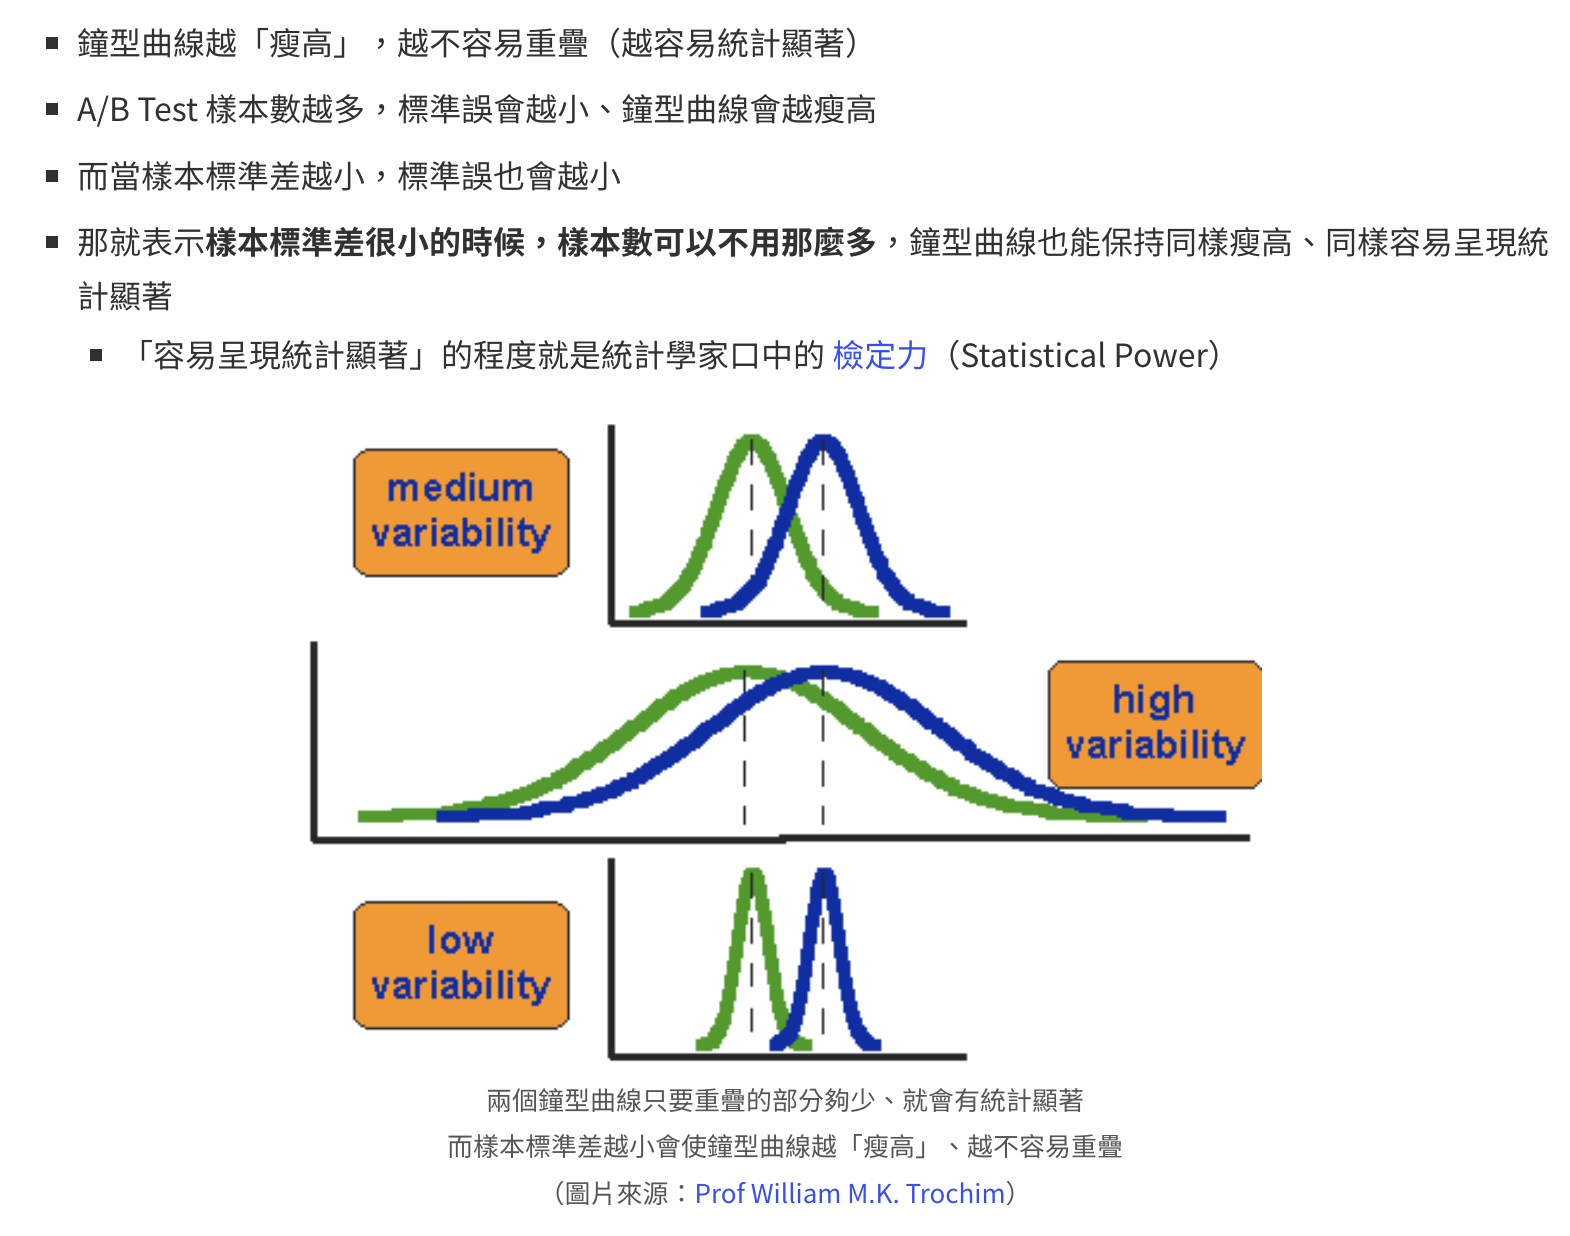 鐘型曲線越「瘦高」，越不容易重疊（越容易統計顯著）
A/B Test 樣本數越多，標準誤會越小、鐘型曲線會越瘦高
而當樣本標準差越小，標準誤也會越小
那就表示樣本標準差很小的時候，樣本數可以不用那麼多，鐘型曲線也能保持同樣瘦高、同樣容易呈現統
計顯著
「容易呈現統計顯著」的程度就是統計學家口中的 檢定力（Statistical Power）
medium
variability
high
variability
low
variability
兩個鐘型曲線只要重疊的部分夠少、就會有統計顯著
而樣本標準差越小會使鐘型曲線越「瘦高」、越不容易重疊
（圖片來源：Prof William M.K. Trochim）